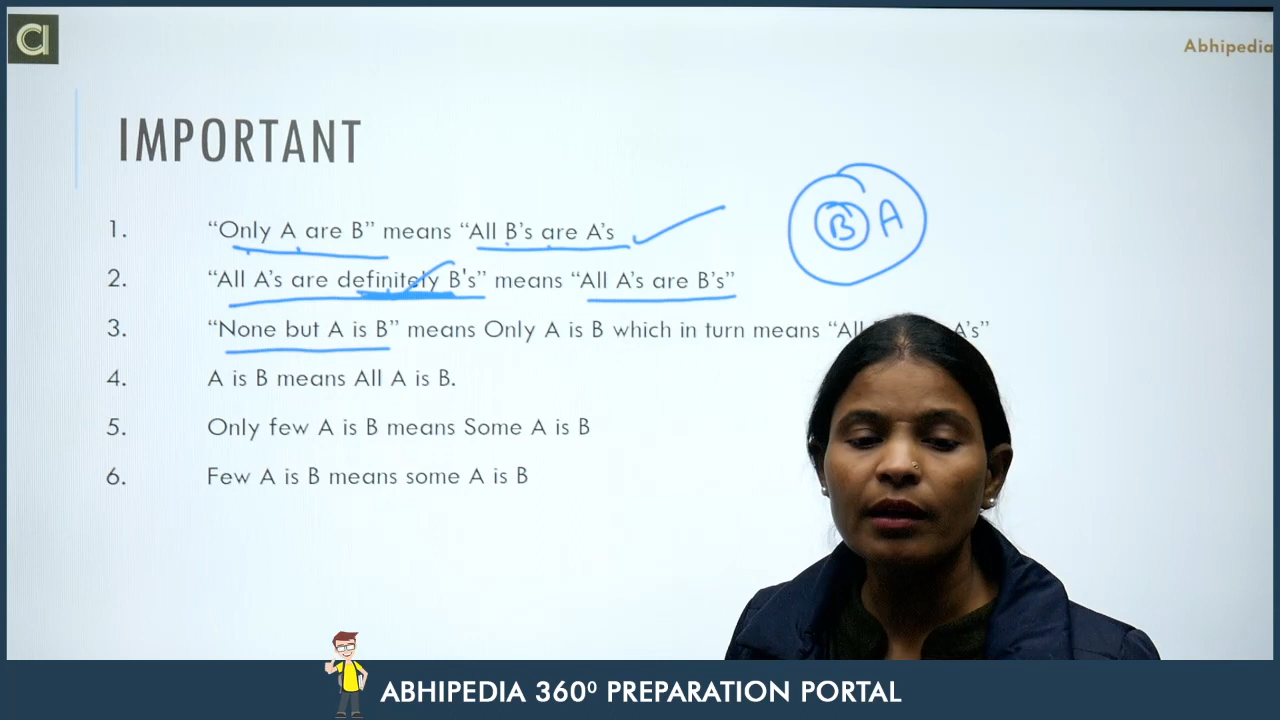 a
Abhipedia
IMPORTANT
1. “Only A are B” means “All B's are A's
B A
2. “All A's are definitely B's” means “All A's are B's”
3. “None but A is B” means Only A is B which in turn means “All A's”
4. A is B means All A is B.
5. Only few A is B means Some A is B
6. Few A is B means some A is B
ABHIPEDIA 360⁰ PREPARATION PORTAL